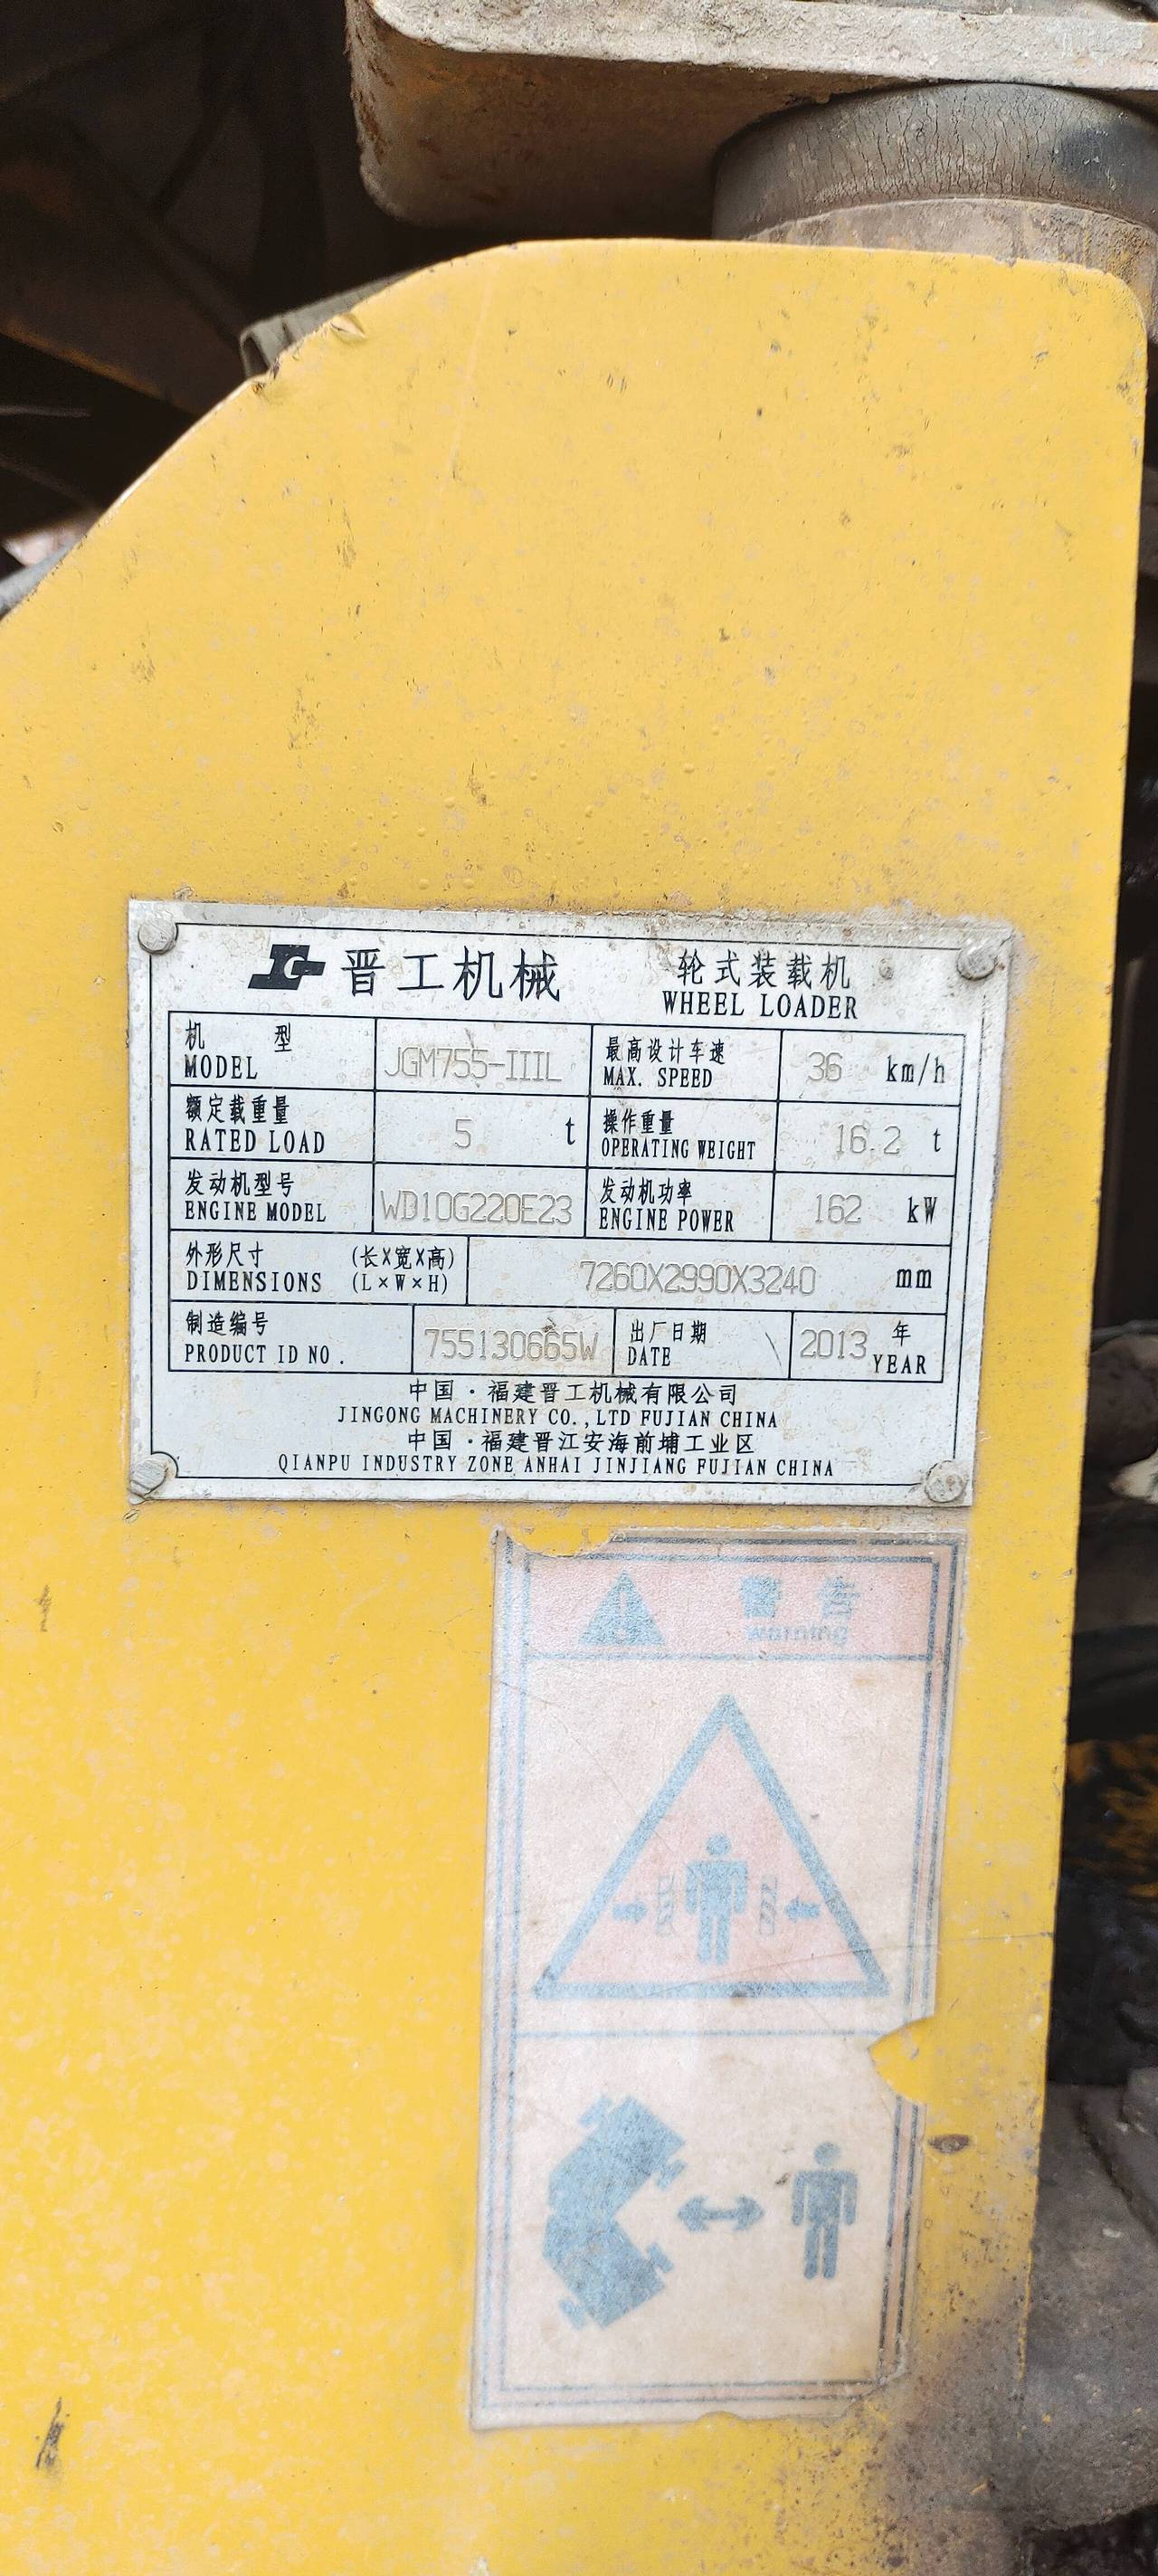 JG 晋工机械 轮式装载机
WHEEL LOADER
机 型 最高设计车速
MODEL JGM755-IIIL MAX. SPEED 36 km/h
额定载重量 操作重量
RATED LOAD 5 t OPERATING WEIGHT 16.2 t
发动机型号 发动机功率
ENGINE MODEL WD10G220E23 ENGINE POWER 162 kW
外形尺寸 (长X宽X高)
DIMENSIONS (L×W×H) 7260X2990X3240 mm
制造编号 出厂日期 年
PRODUCT ID NO. 755130665W DATE 2013 YEAR
中国·福建晋工机械有限公司
JINGONG MACHINERY CO.,LTD FUJIAN CHINA
中国·福建晋江安海前埔工业区
QIANPU INDUSTRY ZONE ANHAI JINJIANG FUJIAN CHINA
警告
warning